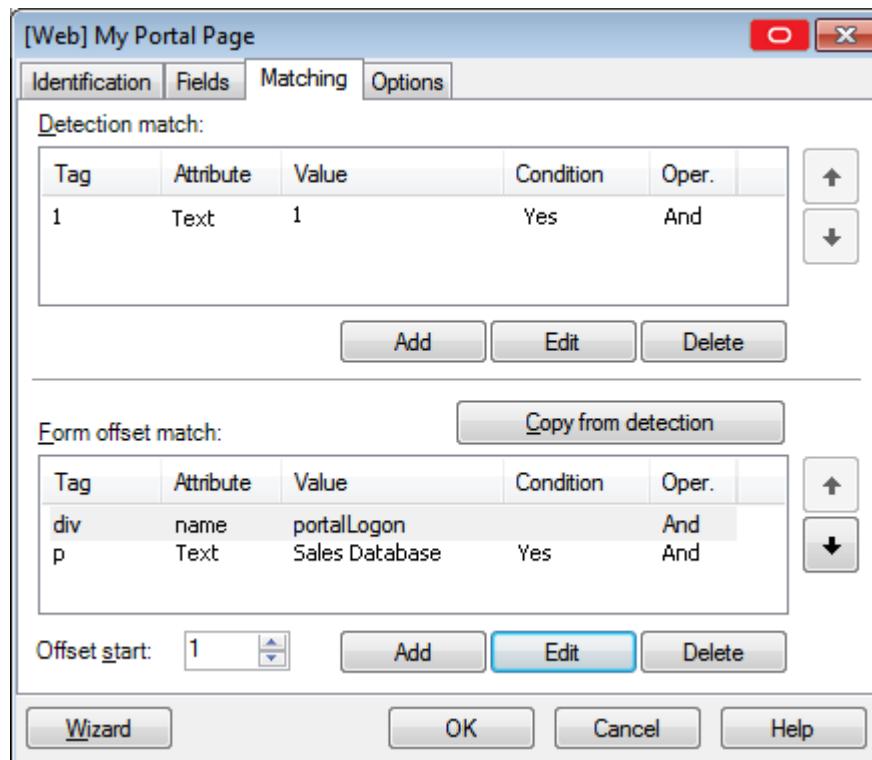 [Web] My Portal Page
Identification Fields Matching Options
Detection match:
Tag Attribute Value Condition Oper.
1 Text 1 Yes And
Add Edit Delete
Copy from detection
Form offset match:
Tag Attribute Value Condition Oper.
div name portalLogon And
p Text Sales Database Yes And
Offset start: 1 Add Edit Delete
Wizard OK Cancel Help